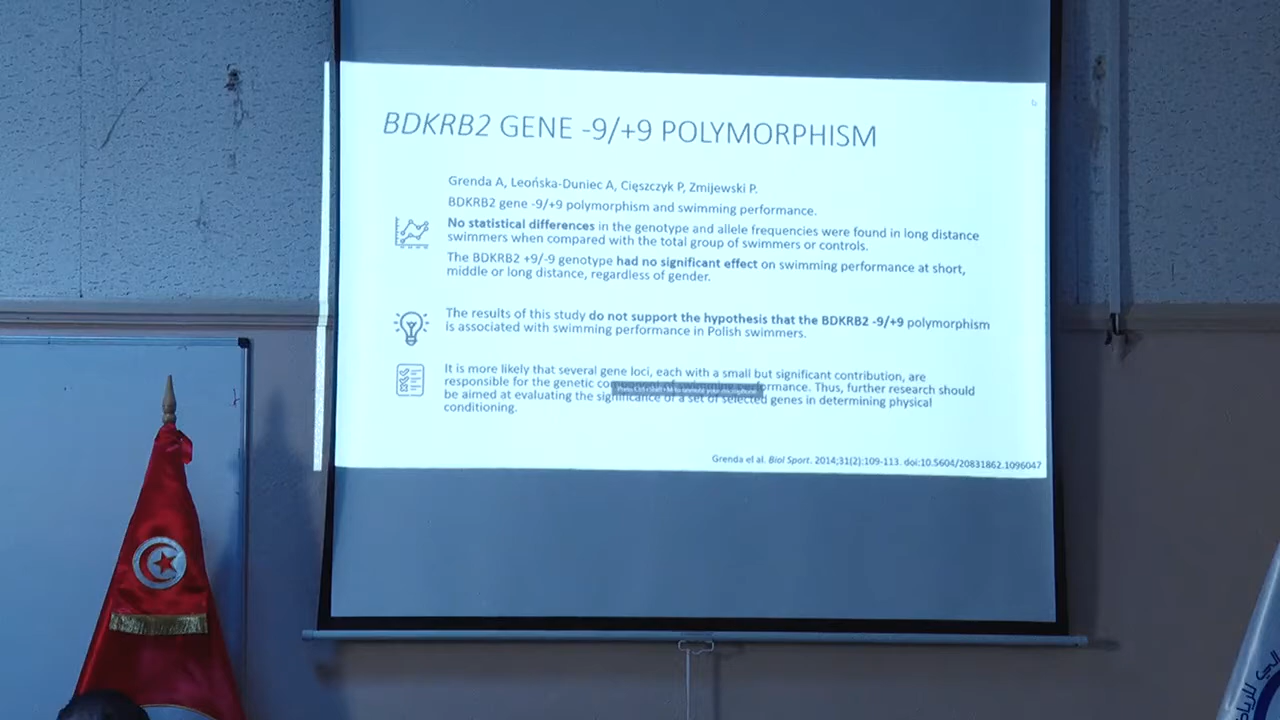 BDKRB2 GENE -9/+9 POLYMORPHISM
Grenda A, Leońska-Duniec A, Cięszczyk P, Zmijewski P.
BDKRB2 gene -9/+9 polymorphism and swimming performance.
No statistical differences in the genotype and allele frequencies were found in long distance
swimmers when compared with the total group of swimmers or controls.
The BDKRB2 +9/-9 genotype had no significant effect on swimming performance at short,
middle or long distance, regardless of gender.
The results of this study do not support the hypothesis that the BDKRB2 -9/+9 polymorphism
is associated with swimming performance in Polish swimmers.
It is more likely that several gene loci, each with a small but significant contribution, are
responsible for the genetic component of swimming performance. Thus, further research should
be aimed at evaluating the significance of a set of selected genes in determining physical
conditioning.
Grenda et al. Biol Sport. 2014;31(2):109-113. doi:10.5604/20831862.1096047